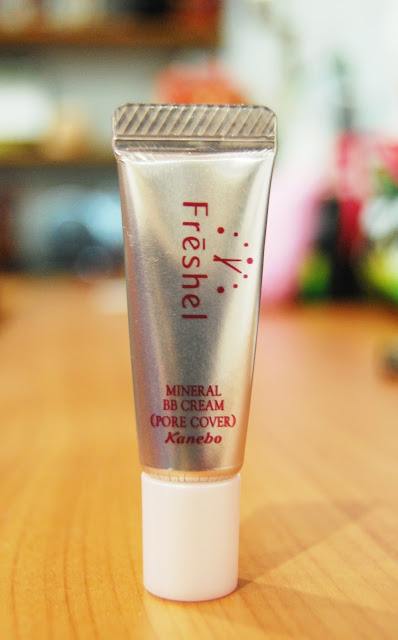 Frēshel
MINERAL
BB CREAM
(PORE COVER)
Kanebo